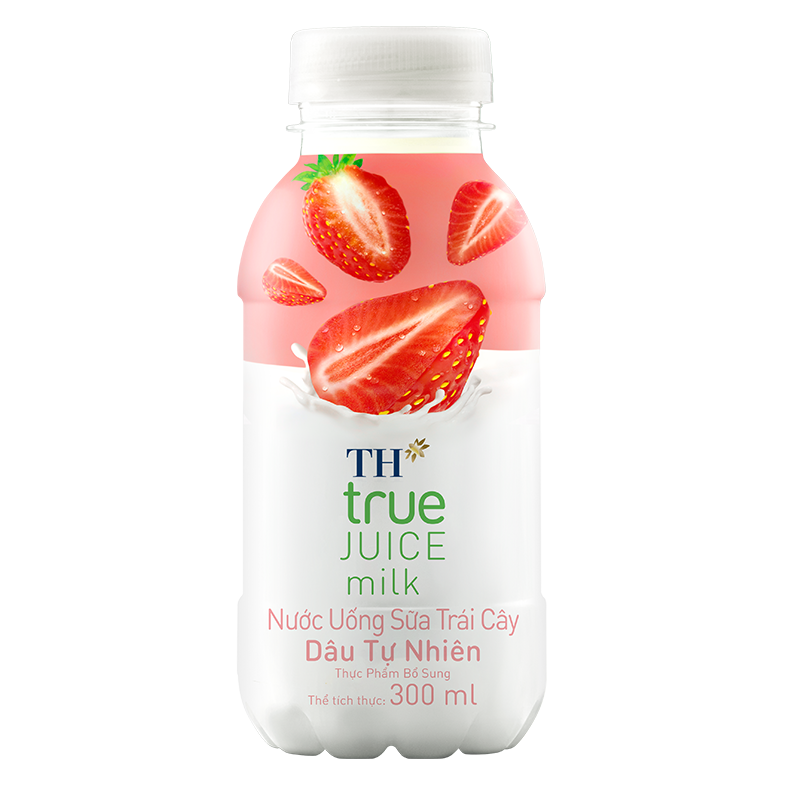 TH
true
JUICE
milk
Nước Uống Sữa Trái Cây
Dâu Tự Nhiên
Thực Phẩm Bổ Sung
Thể tích thực: 300 ml